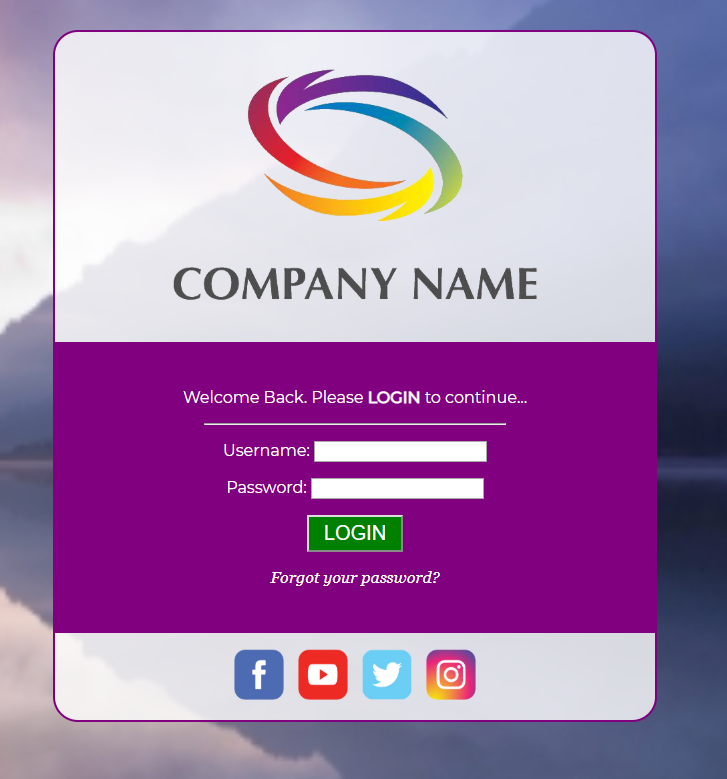 COMPANY NAME
Welcome Back. Please LOGIN to continue...
Username:
Password:
LOGIN
Forgot your password?